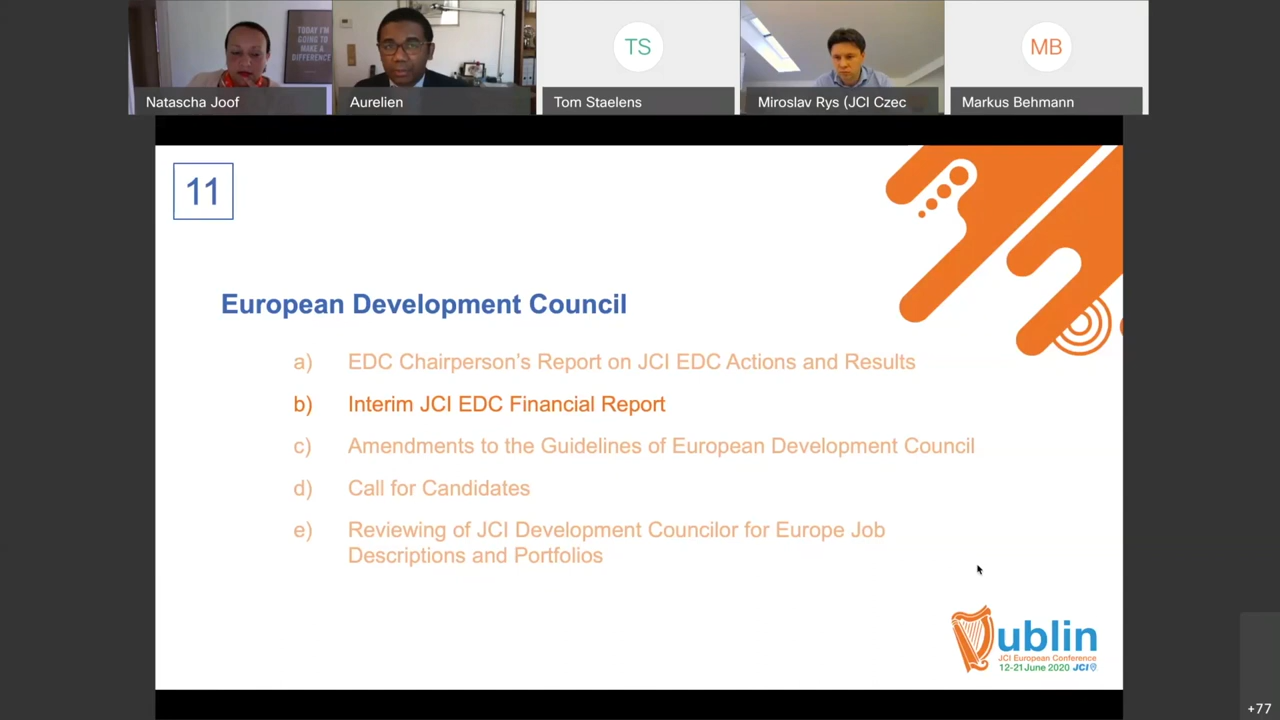 TODAY I'M
GOING TO
MAKE A
DIFFERENCE
TS
MB
Natascha Joof
Aurelien
Tom Staelens
Miroslav Rys (JCI Czec
Markus Behmann
11
European Development Council
a) EDC Chairperson's Report on JCI EDC Actions and Results
b) Interim JCI EDC Financial Report
c) Amendments to the Guidelines of European Development Council
d) Call for Candidates
e) Reviewing of JCI Development Councilor for Europe Job
Descriptions and Portfolios
Dublin
JCI European Conference
12-21 June 2020 JCI
+77